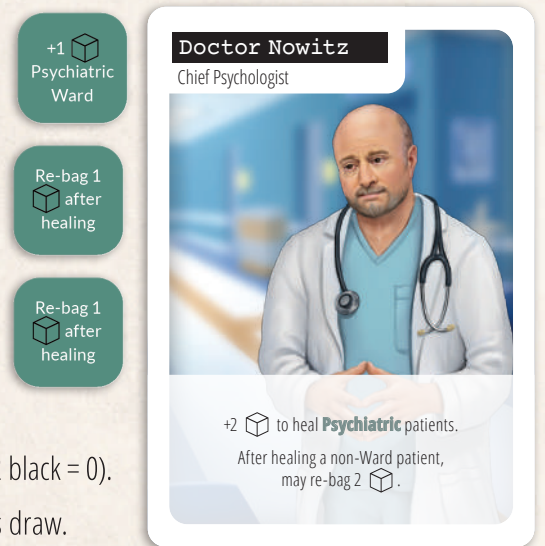 +1
Psychiatric
Ward
Re-bag 1
after
healing
Re-bag 1
after
healing
Doctor Nowitz
Chief Psychologist
+2 to heal Psychiatric patients.
After healing a non-Ward patient,
may re-bag 2 .
black = 0).
draw.